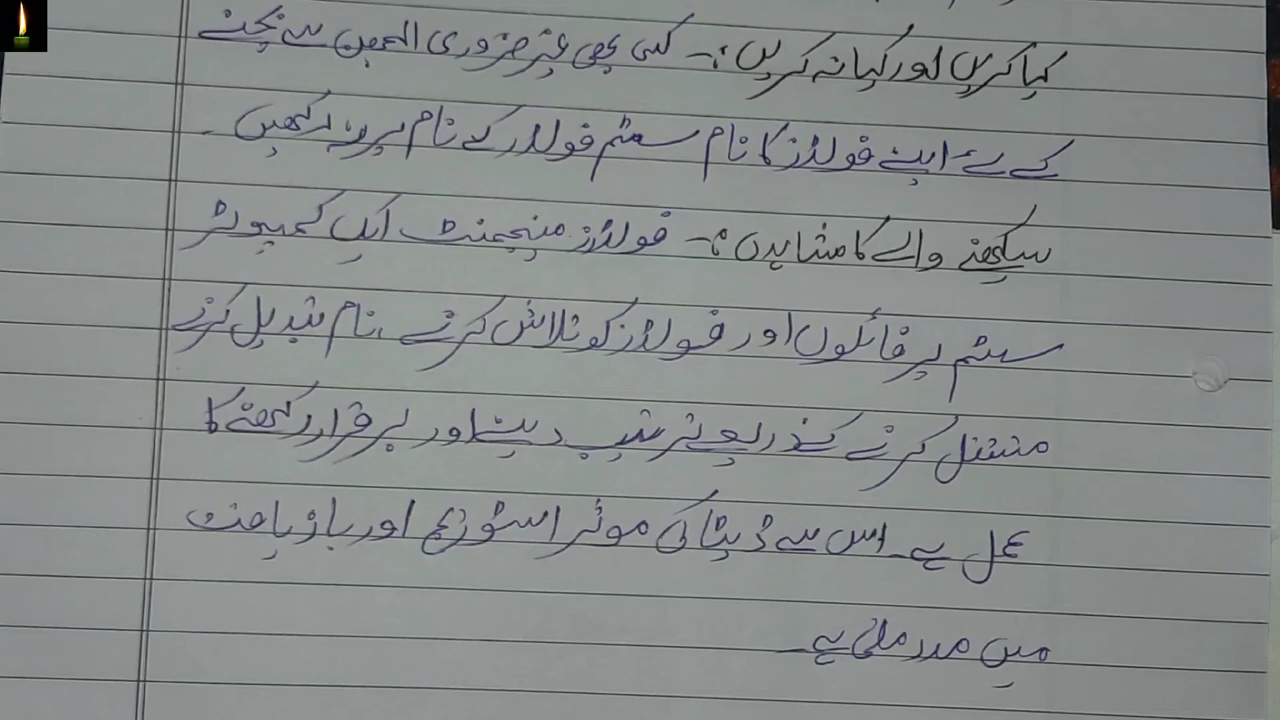 کیا کریں اور کیا نہ کریں :- کسی بھی غیر ضروری الجھن سے بچنے
کے لئے اپنے فولڈرز کا نام سسٹم فولڈر کے نام پر نہ رکھیں۔
سیکھنے والے کا مشاہدہ :- فولڈرز مینجمنٹ ایک کمپیوٹر
سسٹم پر فائلوں اور فولڈرز کو تلاش کرنے، نام تبدیل کرنے
منتقل کرنے کے ذریعے ترتیب دینے اور برقرار رکھنے کا
عمل ہے۔ اس سے ڈیٹا کی موثر اسٹوریج اور بازیافت
میں مدد ملتی ہے۔